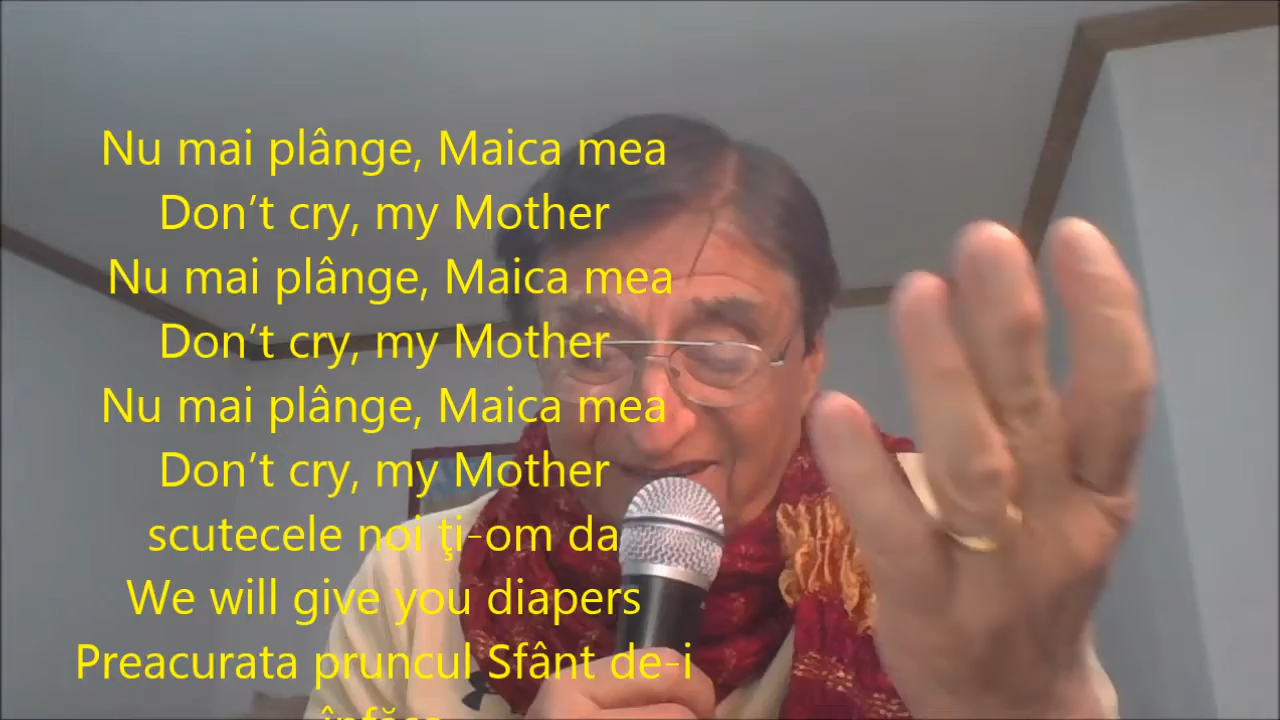 Nu mai plânge, Maica mea
Don’t cry, my Mother
Nu mai plânge, Maica mea
Don’t cry, my Mother
Nu mai plânge, Maica mea
Don’t cry, my Mother
scutecele noi ţi-om da
We will give you diapers
Preacurata pruncul Sfânt de-i